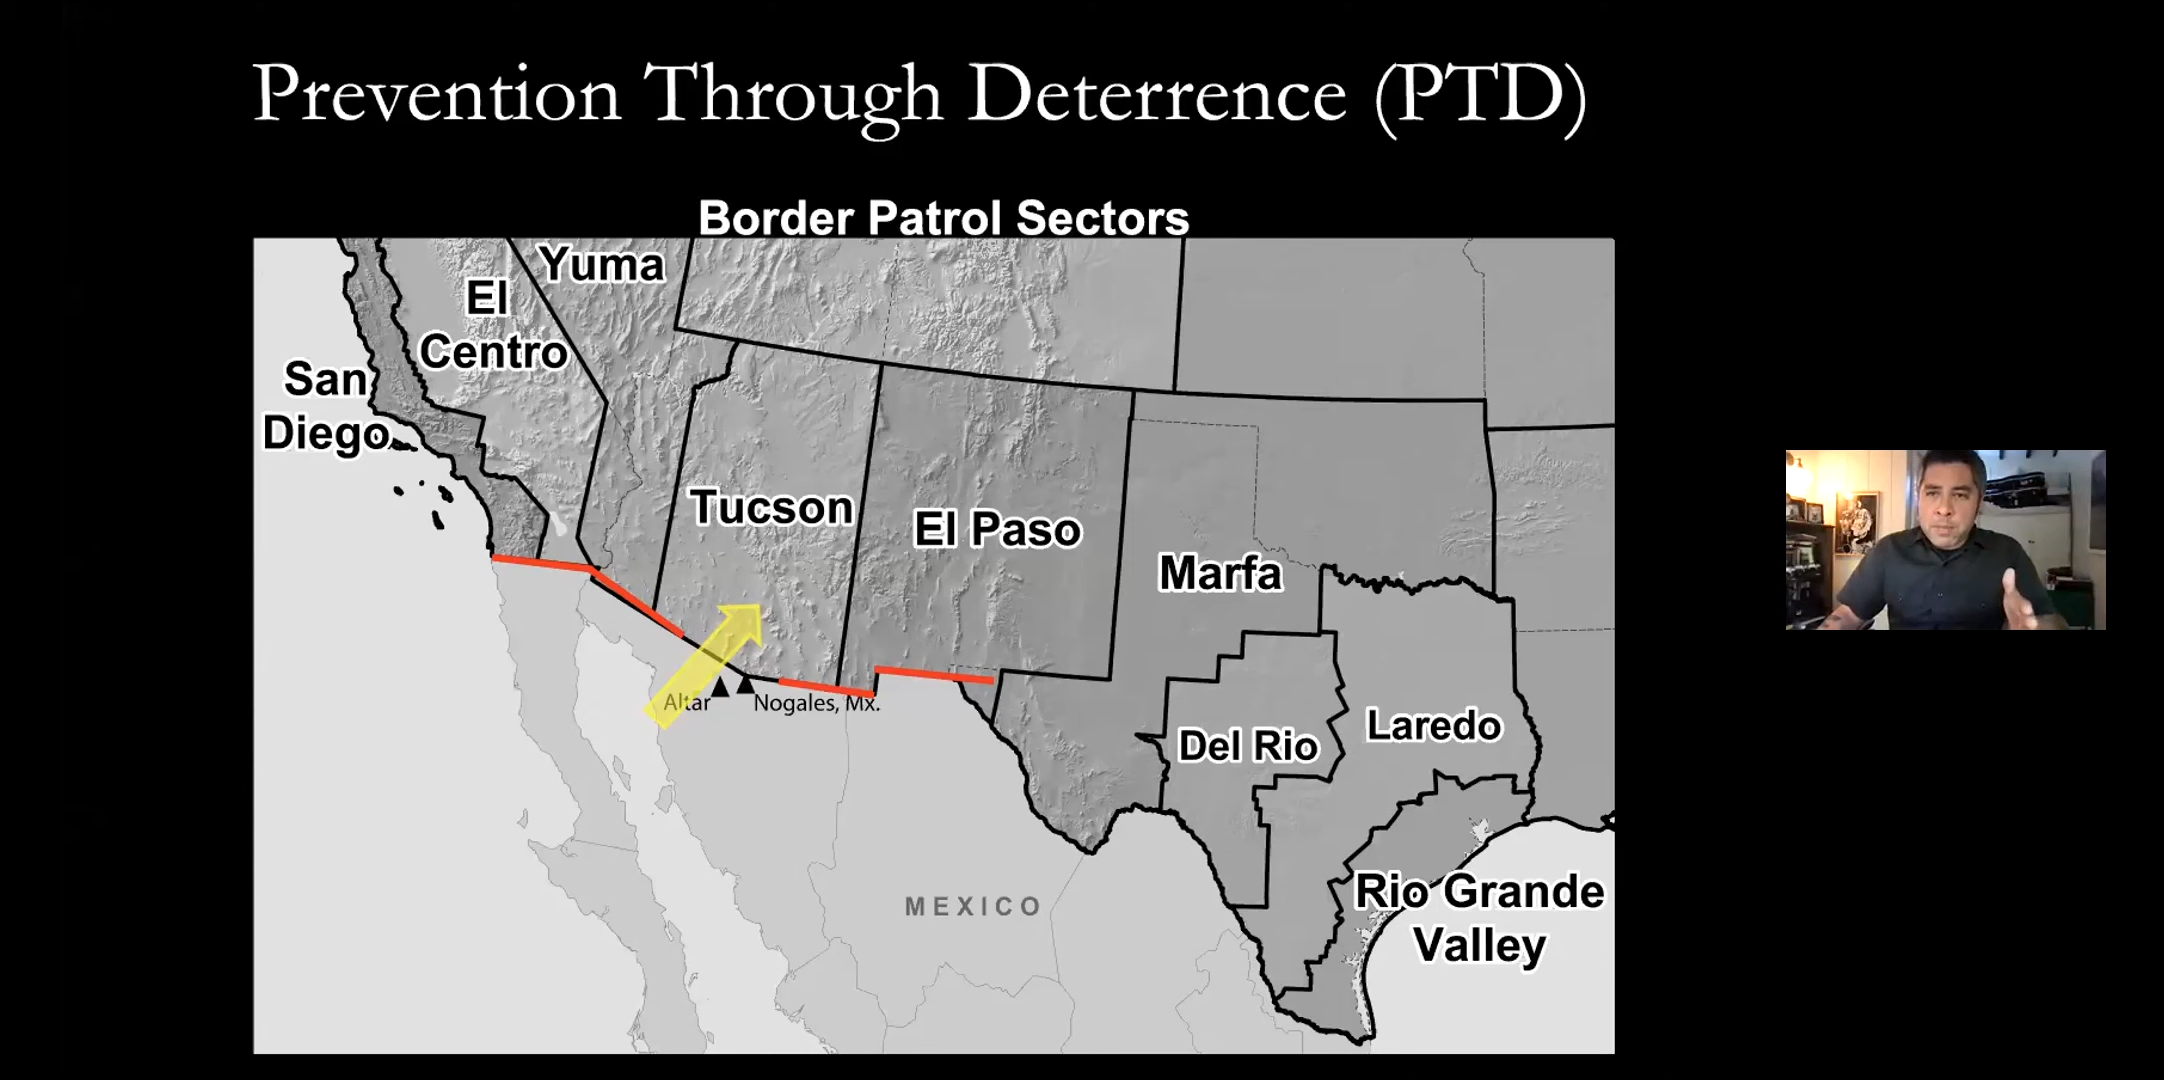 Prevention Through Deterrence (PTD)
Border Patrol Sectors
Yuma
El
Centro
San
Diego
Tucson
El Paso
Marfa
Altar
Nogales, Mx.
Del Rio
Laredo
MEXICO
Rio Grande
Valley